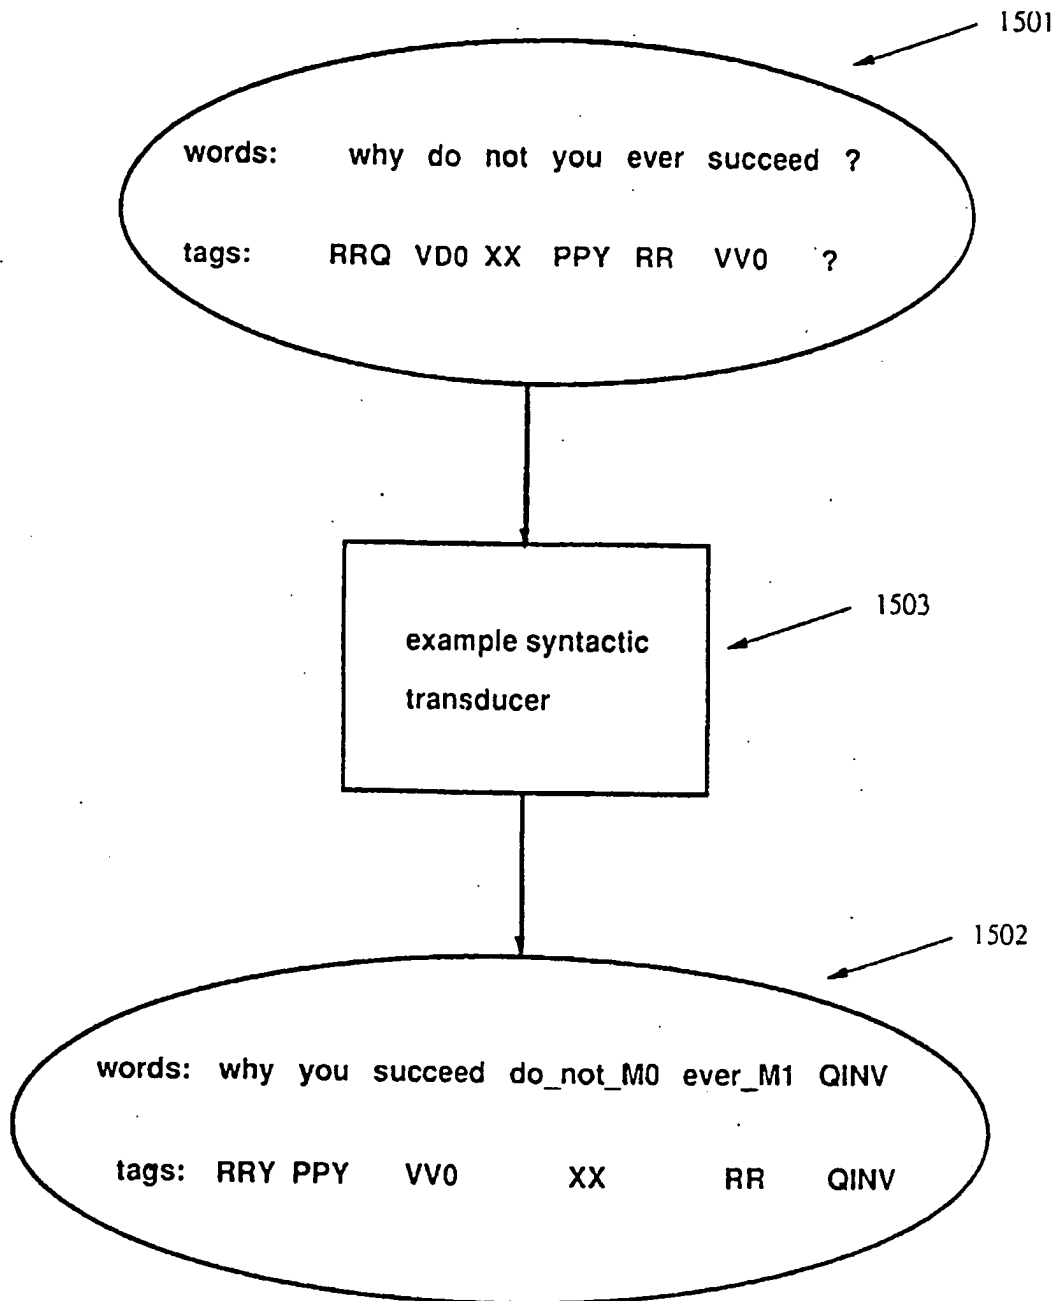 1501
words: why do not you ever succeed ?
tags: RRQ VD0 XX PPY RR VV0 ?
1503
example syntactic
transducer
1502
words: why you succeed do_not_M0 ever_M1 QINV
tags: RRY PPY VV0 XX RR QINV